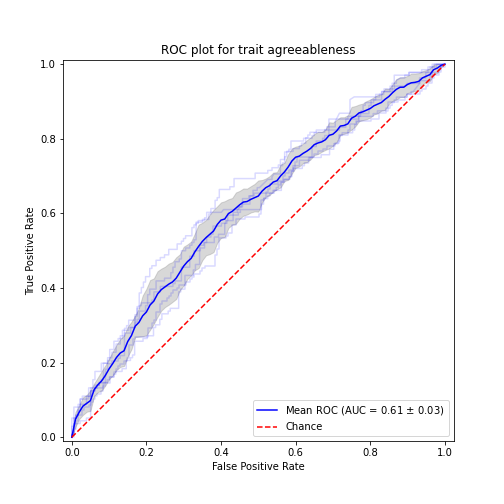 ROC plot for trait agreeableness
1.0
0.8
0.6
0.4
0.2
0.0
True Positive Rate
0.0 0.2 0.4 0.6 0.8 1.0
False Positive Rate
Mean ROC (AUC = 0.61 ± 0.03)
Chance